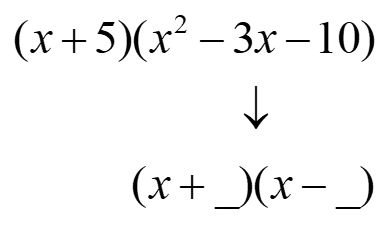 (x + 5)(x² − 3x − 10)
↓
(x + _)(x − _)